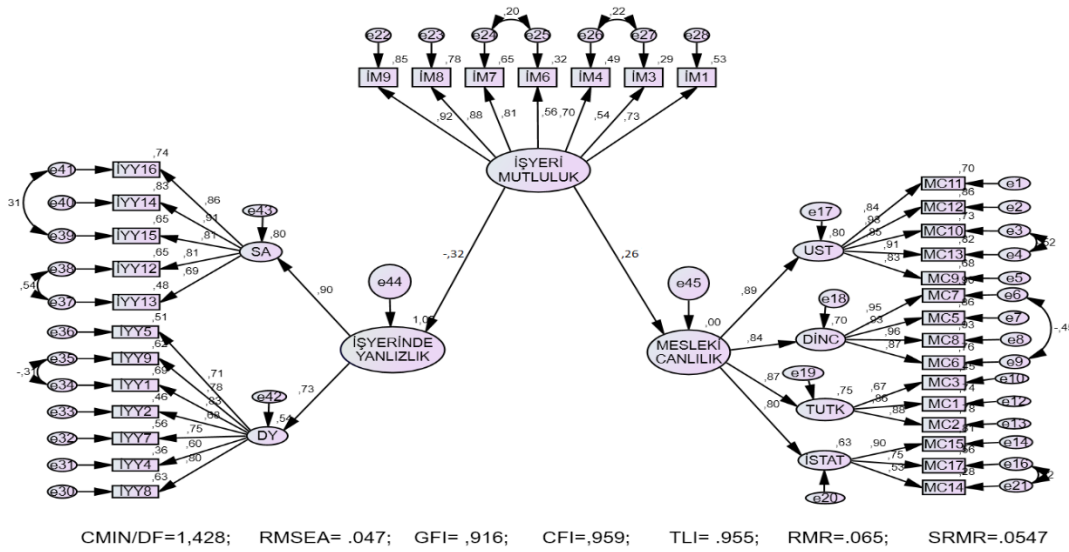 ,20 ,22
e22 e23 e24 e25 e26 e27 e28
,85 ,78 ,65 ,32 ,49 ,29 ,53
İM9 İM8 İM7 İM6 İM4 İM3 İM1
,92 ,88 ,81 ,56 ,70 ,54 ,73
İŞYERİ
MUTLULUK
-,32 ,26
,74
e41 İYY16
,83
31 e40 İYY14
,65
e39 İYY15
,65
e38 İYY12
,54 ,48
e37 İYY13
,86 ,91 ,81 ,81 ,69
e43
SA ,80
,90
,51
e36 İYY5
,62
e35 İYY9
,69
e34 İYY1
,46
e33 İYY2
,56
e32 İYY7
,36
e31 İYY4
,63
e30 İYY8
,71 ,78 ,83 ,68 ,75 ,60 ,80
e42
DY ,54
,73
e44
İŞYERİNDE
YANLIZLIK
e45
,00
MESLEKİ
CANLILIK
,89 ,84 ,87 ,80
e17
,80
UST
e18
,70
DİNC
e19
,75
TUTK
,63
İSTAT
e20
,84 ,85 ,91 ,83
,95 ,93 ,96 ,87
,67 ,86 ,88
,90 ,75 ,53
,70
MC11 e1
,86
MC12 e2
,73
MC10 e3
MC13 e4
MC9 e5
MC7 e6
,86
MC5 e7
,93
MC8 e8
-,45
MC6 e9
MC3 e10
MC1 e12
MC2 e13
MC15 e14
MC17 e16
MC14 e21
CMIN/DF=1,428; RMSEA= .047; GFI= ,916; CFI=,959; TLI= .955; RMR=.065; SRMR=.0547